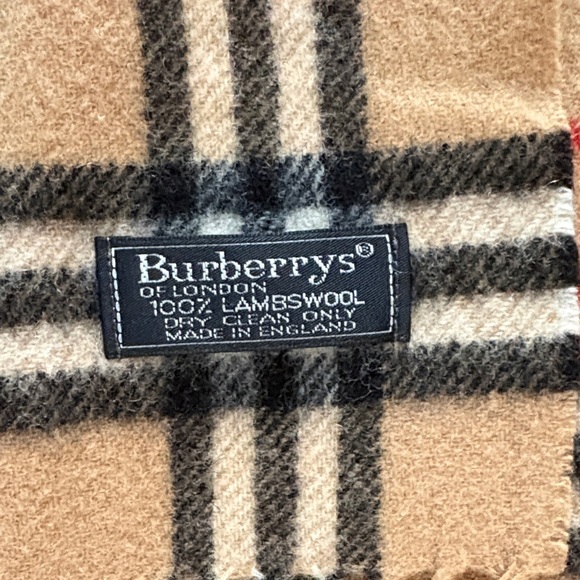 Burberrys®
OF LONDON
100% LAMBSWOOL
DRY CLEAN ONLY
MADE IN ENGLAND